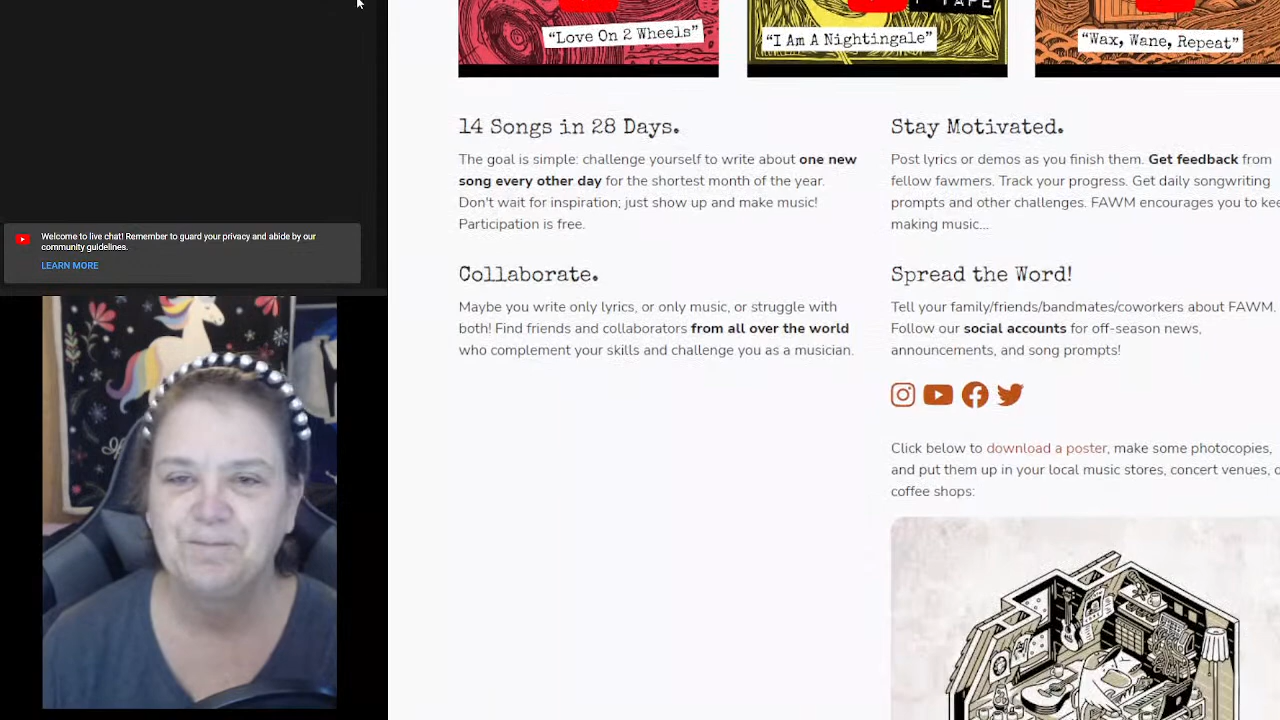 TAPE
"Love On 2 Wheels"
"I Am A Nightingale"
"Wax, Wane, Repeat"
14 Songs in 28 Days.
The goal is simple: challenge yourself to write about one new
song every other day for the shortest month of the year.
Don't wait for inspiration; just show up and make music!
Participation is free.
Stay Motivated.
Post lyrics or demos as you finish them. Get feedback from
fellow fawmers. Track your progress. Get daily songwriting
prompts and other challenges. FAWM encourages you to kee
making music...
Welcome to live chat! Remember to guard your privacy and abide by our
community guidelines.
LEARN MORE
Collaborate.
Maybe you write only lyrics, or only music, or struggle with
both! Find friends and collaborators from all over the world
who complement your skills and challenge you as a musician.
Spread the Word!
Tell your family/friends/bandmates/coworkers about FAWM.
Follow our social accounts for off-season news,
announcements, and song prompts!
Click below to download a poster, make some photocopies,
and put them up in your local music stores, concert venues, o
coffee shops: